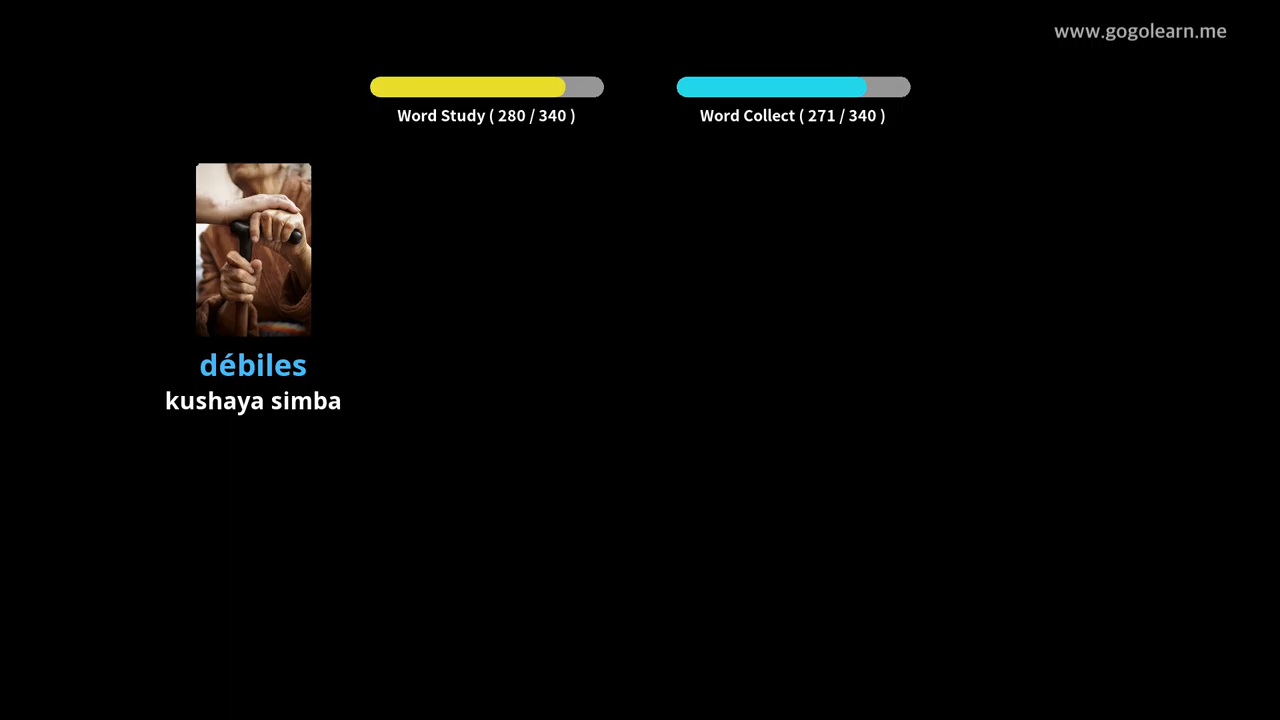 www.gogolearn.me
Word Study ( 280 / 340 )
Word Collect ( 271 / 340 )
débiles
kushaya simba